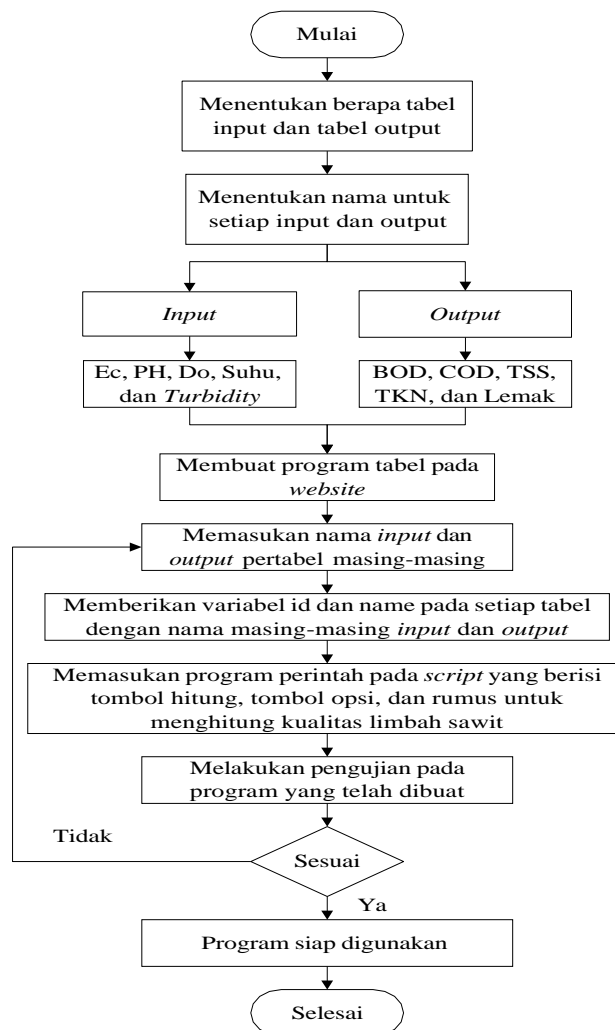 Mulai
Menentukan berapa tabel
input dan tabel output
Menentukan nama untuk
setiap input dan output
Input
Output
Ec, PH, Do, Suhu,
dan Turbidity
BOD, COD, TSS,
TKN, dan Lemak
Membuat program tabel pada
website
Memasukan nama input dan
output pertabel masing-masing
Memberikan variabel id dan name pada setiap tabel
dengan nama masing-masing input dan output
Memasukan program perintah pada script yang berisi
tombol hitung, tombol opsi, dan rumus untuk
menghitung kualitas limbah sawit
Melakukan pengujian pada
program yang telah dibuat
Tidak
Sesuai
Ya
Program siap digunakan
Selesai